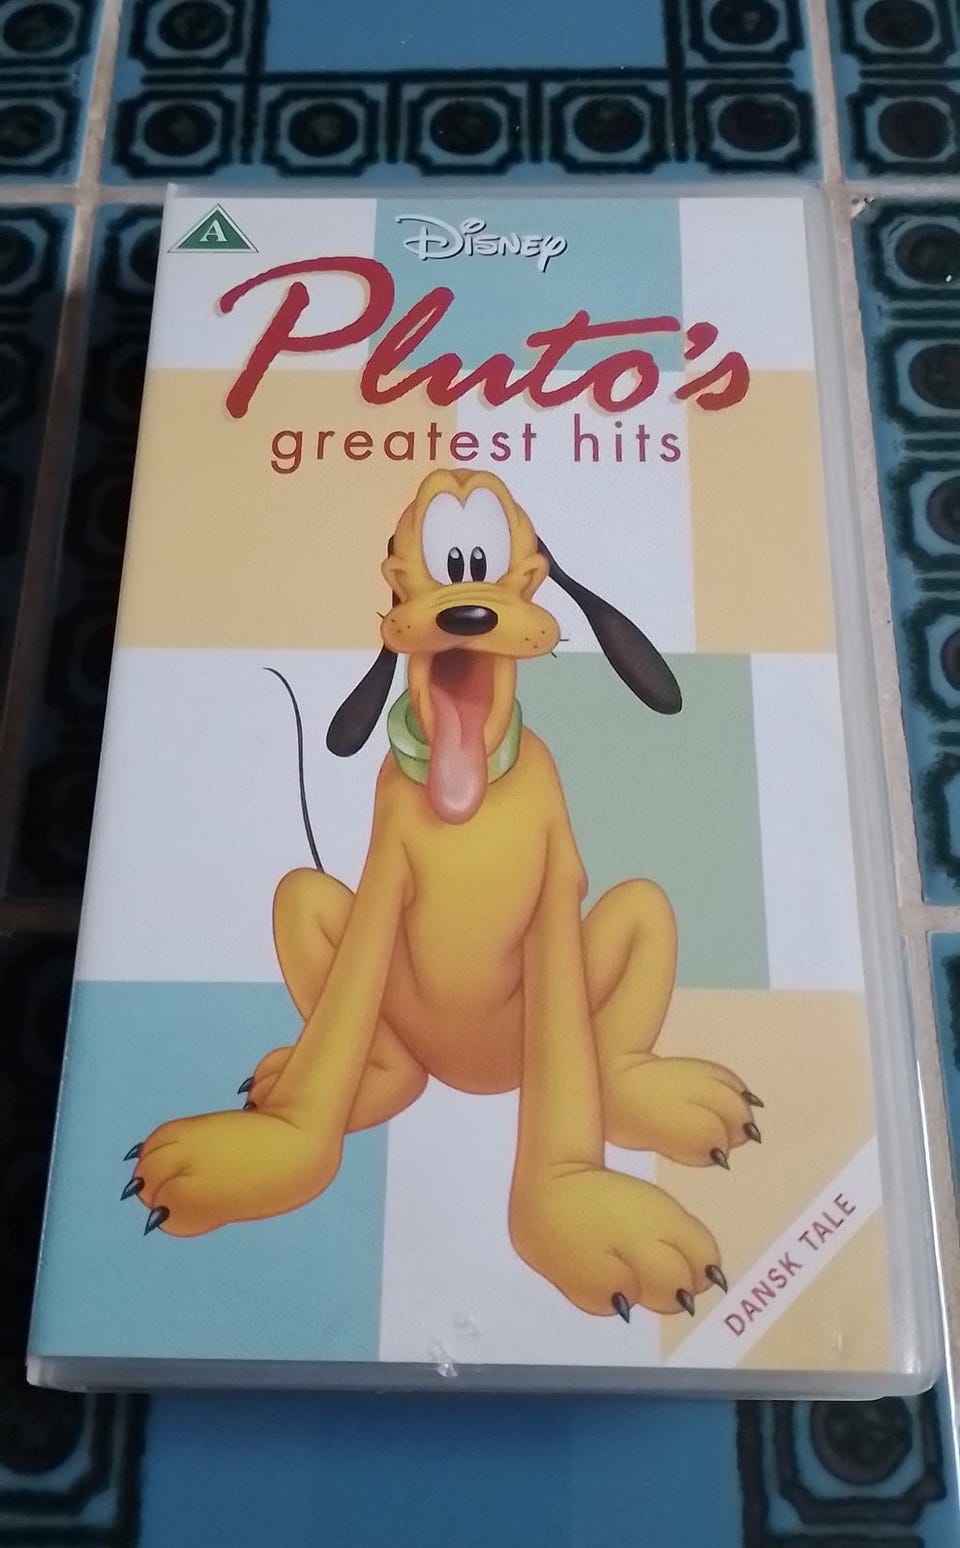 A
Disney
Pluto's
greatest hits
DANSK TALE